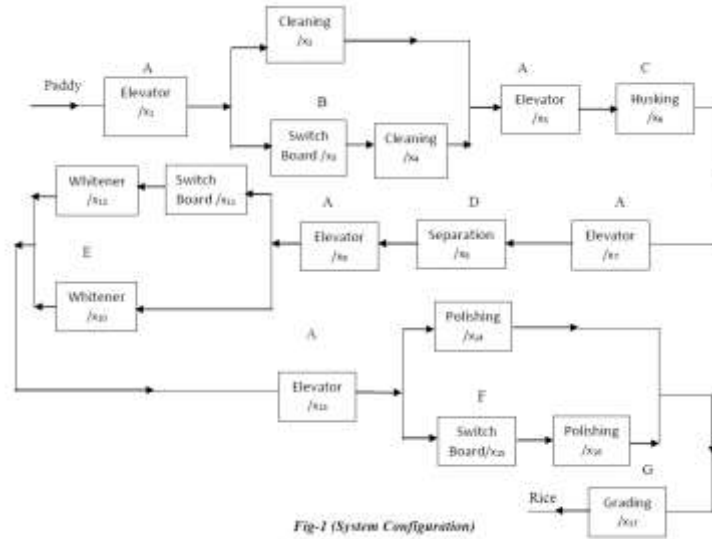 Cleaning
/x₂
A
Paddy
Elevator
/x₁
B
Switch
Board /x₃
Cleaning
/x₄
A
Elevator
/x₅
C
Husking
/x₆
Whitener
/x₁₂
Switch
Board /x₁₁
E
Whitener
/x₁₀
A
Elevator
/x₉
D
Separation
/x₈
A
Elevator
/x₇
A
Elevator
/x₁₃
Polishing
/x₁₄
F
Switch
Board/x₁₅
Polishing
/x₁₆
G
Rice
Grading
/x₁₇
Fig-1 (System Configuration)